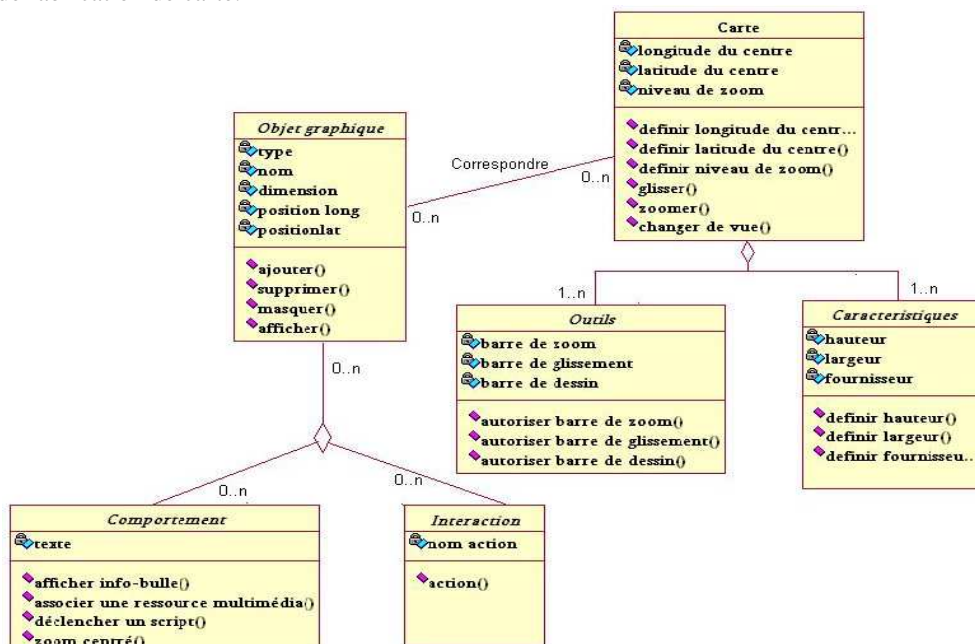 Carte
longitude du centre
latitude du centre
niveau de zoom
definir longitude du centr...
definir latitude du centre()
definir niveau de zoom()
glisser()
zoomer()
changer de vue()
Objet graphique
type
nom
dimension
position long
positionlat
ajouter()
supprimer()
masquer()
afficher()
Correspondre
0..n
0..n
1..n
1..n
Outils
barre de zoom
barre de glissement
barre de dessin
autoriser barre de zoom()
autoriser barre de glissement()
autoriser barre de dessin()
Caracteristiques
hauteur
largeur
fournisseur
definir hauteur()
definir largeur()
definir fournisseu...
0..n
0..n
0..n
Comportement
texte
afficher info-bulle()
associer une ressource multimédia()
déclencher un script()
zoom centré()
Interaction
nom action
action()